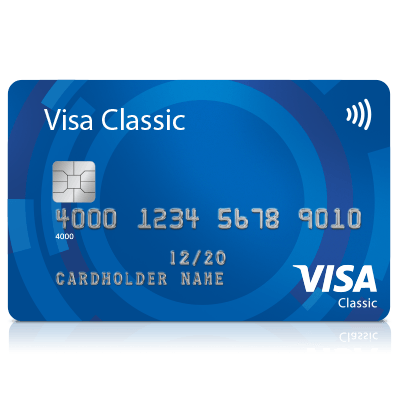 Visa Classic
4000 1234 5678 9010
4000
12/20
CARDHOLDER NAME
VISA
Classic